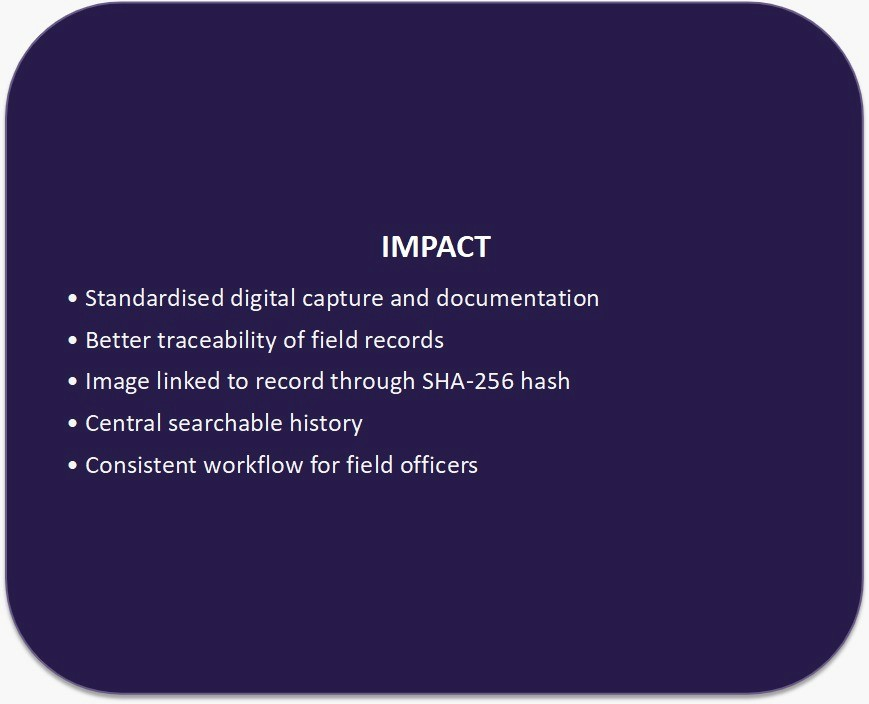 IMPACT
• Standardised digital capture and documentation
• Better traceability of field records
• Image linked to record through SHA-256 hash
• Central searchable history
• Consistent workflow for field officers